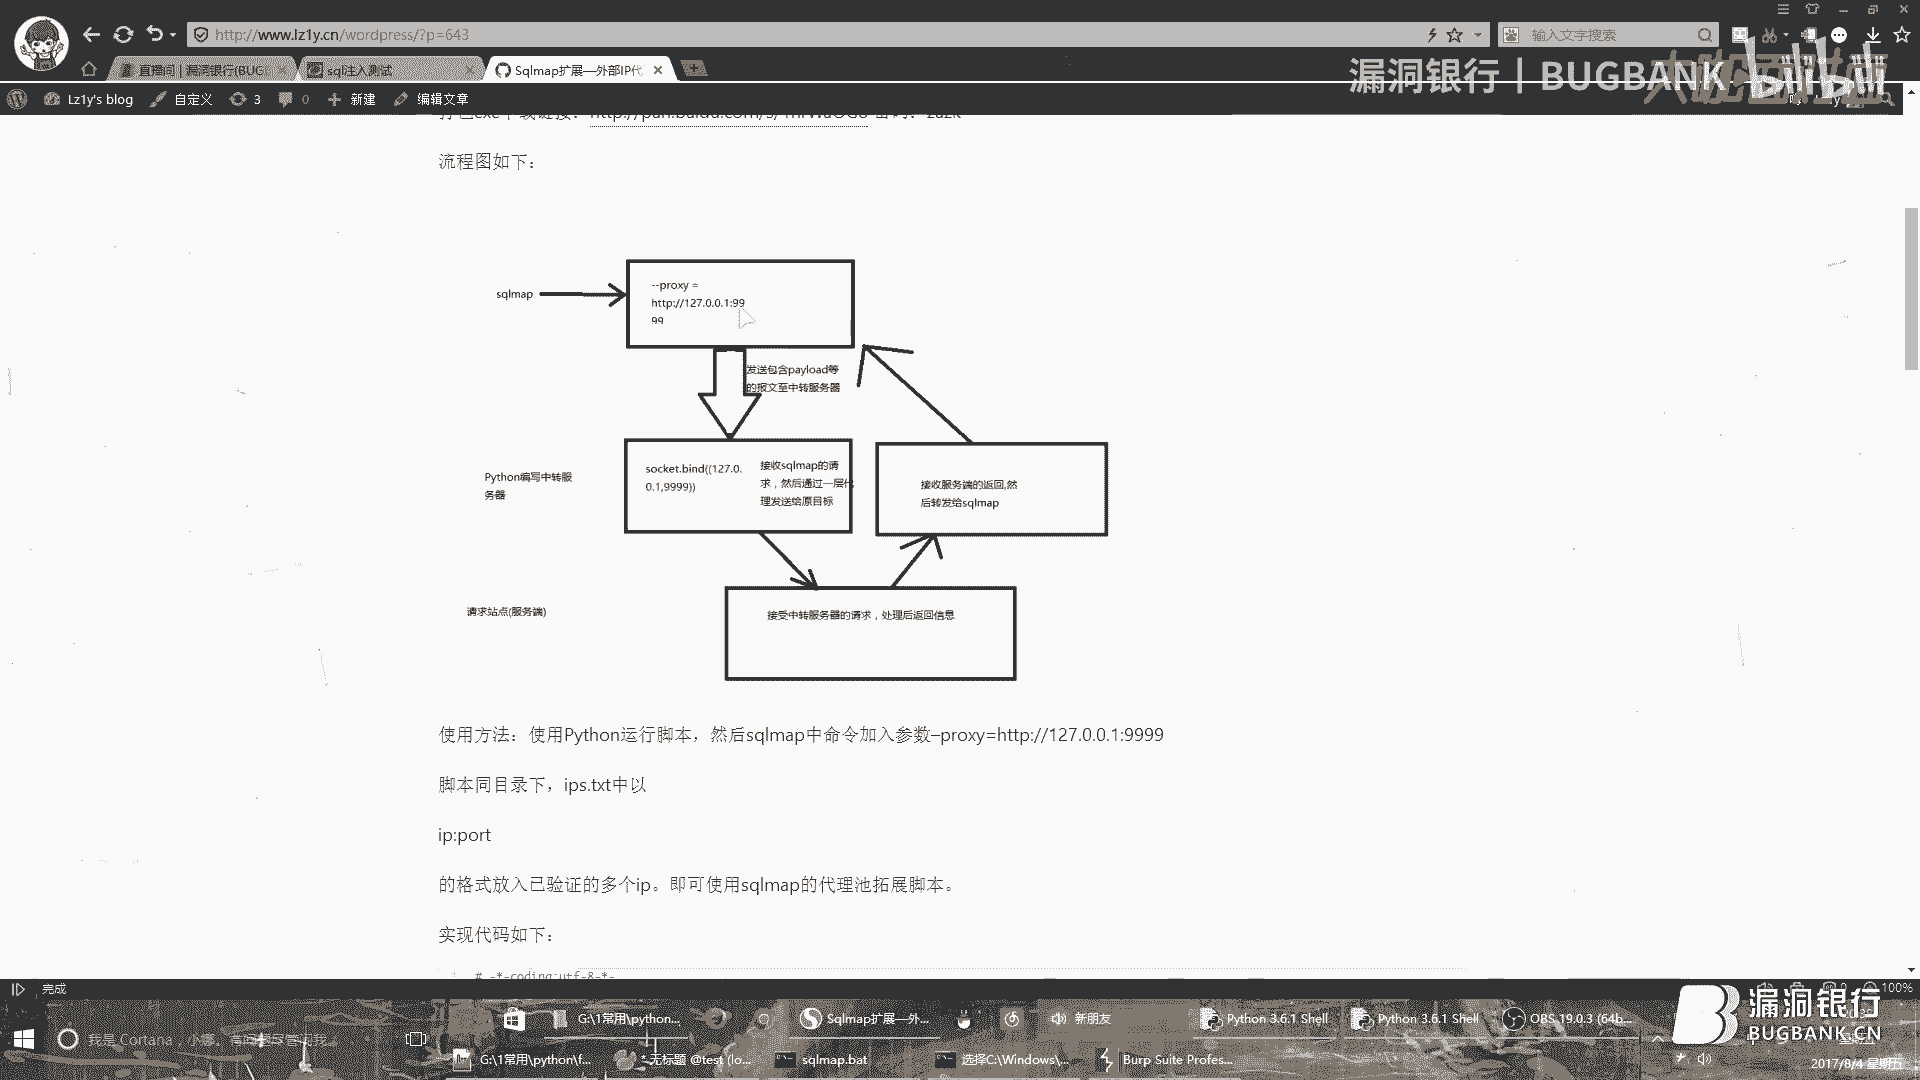 http://www.lz1y.cn/wordpress/?p=643
输入文字搜索
直播间 | 漏洞银行(BUG
sql注入测试
Sqlmap扩展—外部IP代
漏洞银行 | BUGBANK
bilibili
Lz1y's blog
自定义
3
0
新建
编辑文章
流程图如下：
sqlmap
--proxy =
http://127.0.0.1:99
99
发送包含payload等
的报文至中转服务器
Python编写中转服
务器
socket.bind((127.0.
0.1,9999))
接收sqlmap的请
求，然后通过一层代
理发送给原目标
接收服务端的返回,然
后转发给sqlmap
请求站点(服务端)
接受中转服务器的请求，处理后返回信息
使用方法：使用Python运行脚本，然后sqlmap中命令加入参数–proxy=http://127.0.0.1:9999
脚本同目录下，ips.txt中以
ip:port
的格式放入已验证的多个ip。即可使用sqlmap的代理池拓展脚本。
实现代码如下：
1 # -*-coding:utf-8-*-
完成
100%
漏洞银行
BUGBANK.CN
G:\1常用\python...
Sqlmap扩展—外...
新朋友
Python 3.6.1 Shell
Python 3.6.1 Shell
OBS 19.0.3 (64b...
G:\1常用\python\f...
*无标题 @test (lo...
sqlmap.bat
选择C:\Windows\...
Burp Suite Profes...
2017/8/4 星期五